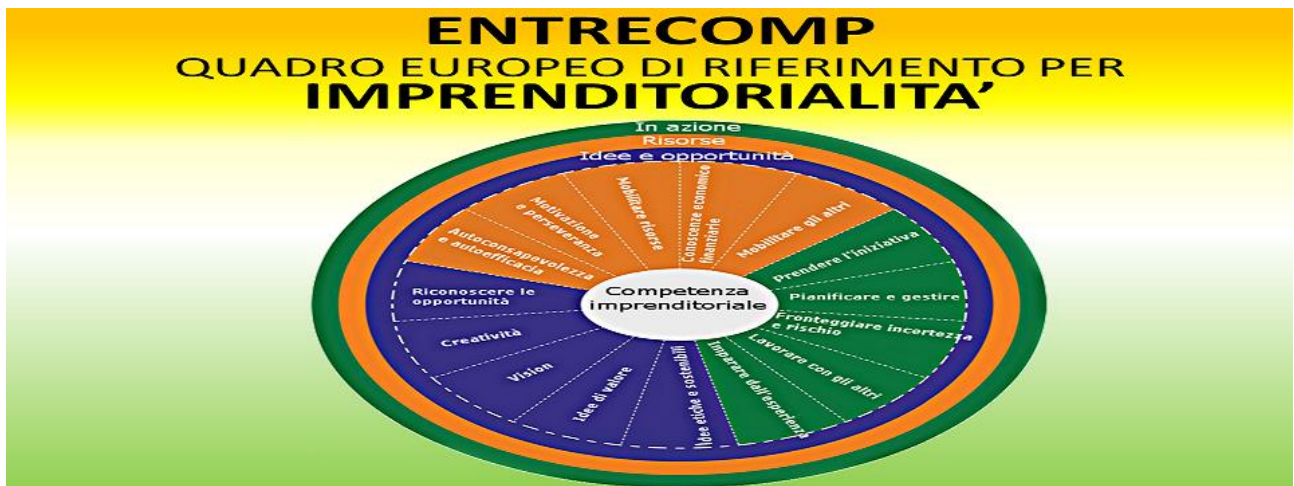 ENTRECOMP
QUADRO EUROPEO DI RIFERIMENTO PER
IMPRENDITORIALITA’
In azione
Risorse
Idee e opportunità
Autoconsapevolezza
e autoefficacia
Motivazione
e perseveranza
Mobilitare risorse
Conoscenze economico
finanziarie
Mobilitare gli altri
Prendere l'iniziativa
Pianificare e gestire
Fronteggiare incertezza
e rischio
Lavorare con gli altri
Imparare dall'esperienza
Idee etiche e sostenibili
Idee di valore
Vision
Creatività
Riconoscere le
opportunità
Competenza
imprenditoriale